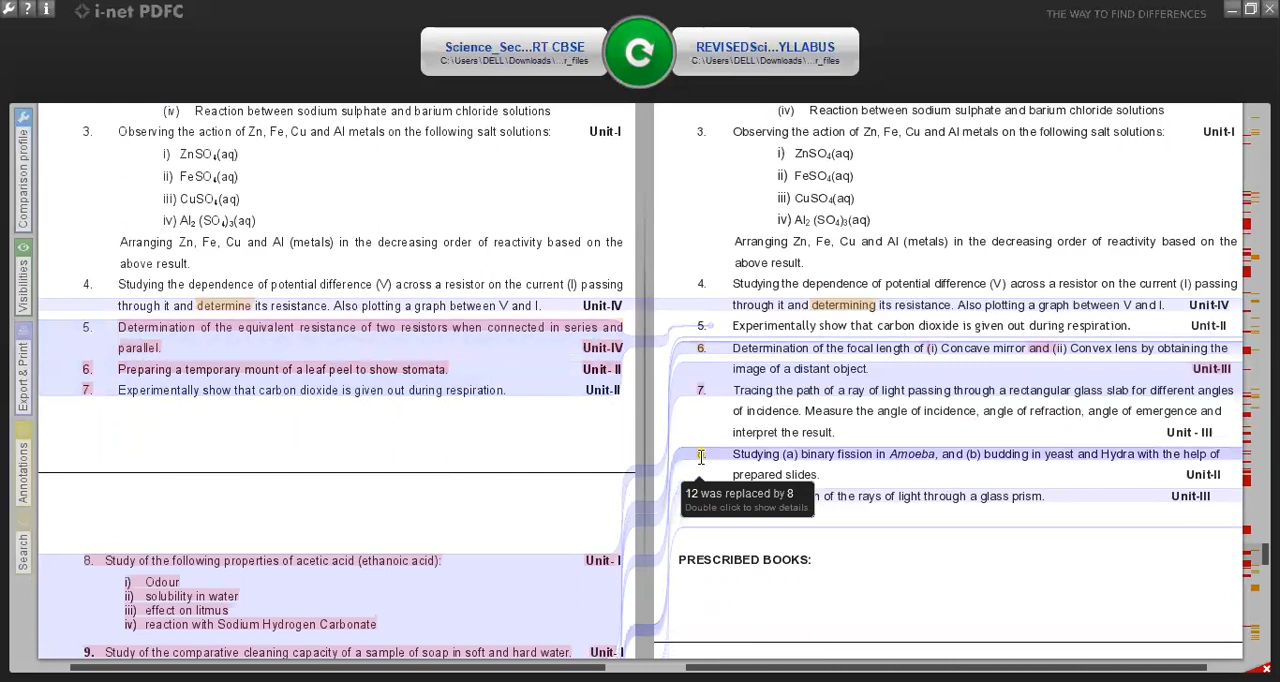 i-net PDFC
THE WAY TO FIND DIFFERENCES
Science_Sec...RT CBSE
C:\Users\DELL\Downloads\...r_files
REVISEDSci...YLLABUS
C:\Users\DELL\Downloads\...r_files
Comparison profile
Visibilities
Export & Print
Annotations
Search
(iv) Reaction between sodium sulphate and barium chloride solutions
3. Observing the action of Zn, Fe, Cu and Al metals on the following salt solutions: Unit-I
i) ZnSO₄(aq)
ii) FeSO₄(aq)
iii) CuSO₄(aq)
iv) Al₂ (SO₄)₃(aq)
Arranging Zn, Fe, Cu and Al (metals) in the decreasing order of reactivity based on the
above result.
4. Studying the dependence of potential difference (V) across a resistor on the current (I) passing
through it and determine its resistance. Also plotting a graph between V and I. Unit-IV
5. Determination of the equivalent resistance of two resistors when connected in series and
parallel. Unit-IV
6. Preparing a temporary mount of a leaf peel to show stomata. Unit- II
7. Experimentally show that carbon dioxide is given out during respiration. Unit-II
8. Study of the following properties of acetic acid (ethanoic acid): Unit- I
i) Odour
ii) solubility in water
iii) effect on litmus
iv) reaction with Sodium Hydrogen Carbonate
9. Study of the comparative cleaning capacity of a sample of soap in soft and hard water. Unit- I
(iv) Reaction between sodium sulphate and barium chloride solutions
3. Observing the action of Zn, Fe, Cu and Al metals on the following salt solutions: Unit-I
i) ZnSO₄(aq)
ii) FeSO₄(aq)
iii) CuSO₄(aq)
iv) Al₂ (SO₄)₃(aq)
Arranging Zn, Fe, Cu and Al (metals) in the decreasing order of reactivity based on the
above result.
4. Studying the dependence of potential difference (V) across a resistor on the current (I) passing
through it and determining its resistance. Also plotting a graph between V and I. Unit-IV
5. Experimentally show that carbon dioxide is given out during respiration. Unit-II
6. Determination of the focal length of (i) Concave mirror and (ii) Convex lens by obtaining the
image of a distant object. Unit-III
7. Tracing the path of a ray of light passing through a rectangular glass slab for different angles
of incidence. Measure the angle of incidence, angle of refraction, angle of emergence and
interpret the result. Unit - III
Studying (a) binary fission in Amoeba, and (b) budding in yeast and Hydra with the help of
prepared slides. Unit-II
12 was replaced by 8
Double click to show details
of the rays of light through a glass prism. Unit-III
PRESCRIBED BOOKS: